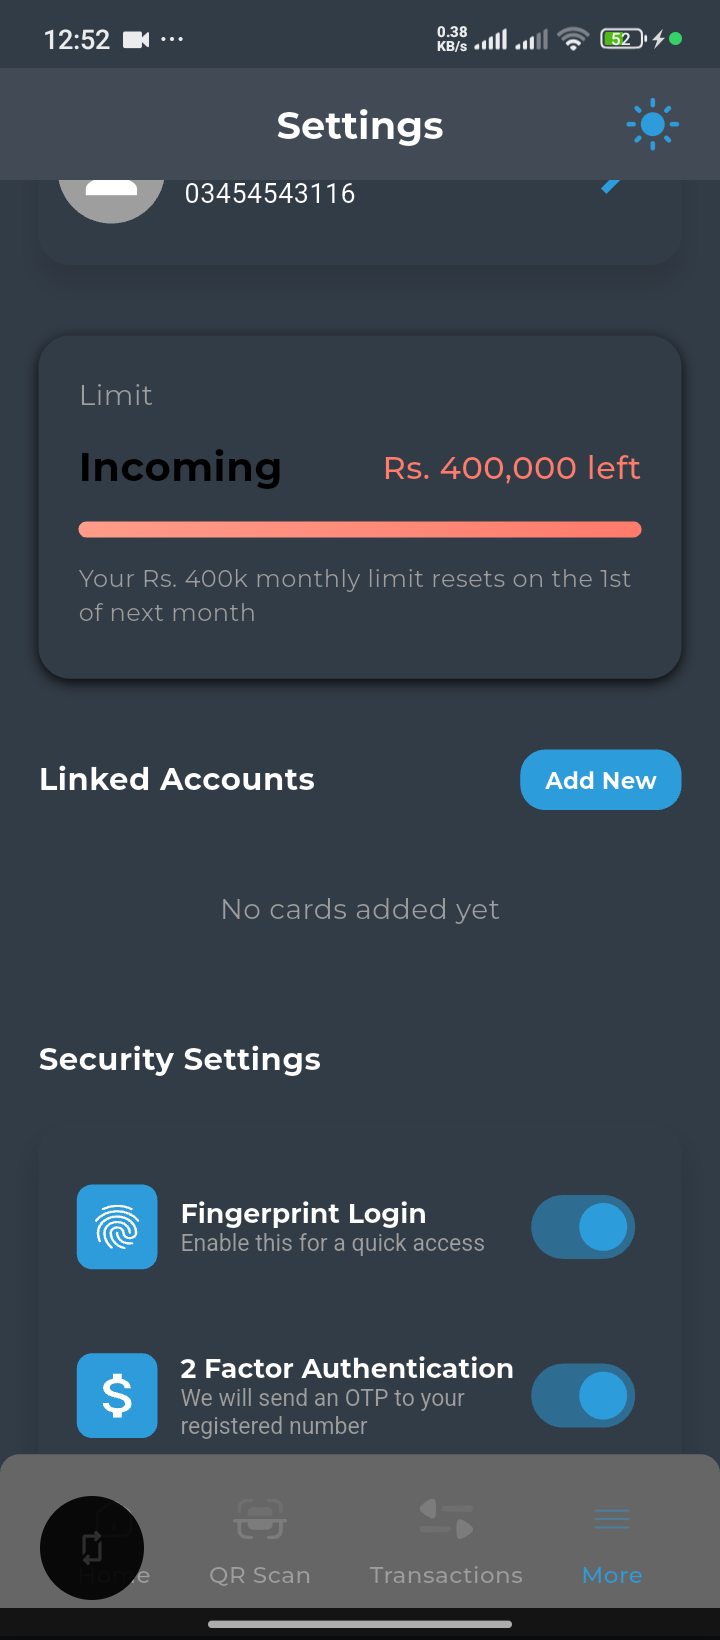 12:52
0.38
KB/s
52
Settings
03454543116
Limit
Incoming
Rs. 400,000 left
Your Rs. 400k monthly limit resets on the 1st
of next month
Linked Accounts
Add New
No cards added yet
Security Settings
Fingerprint Login
Enable this for a quick access
2 Factor Authentication
We will send an OTP to your
registered number
Home
QR Scan
Transactions
More